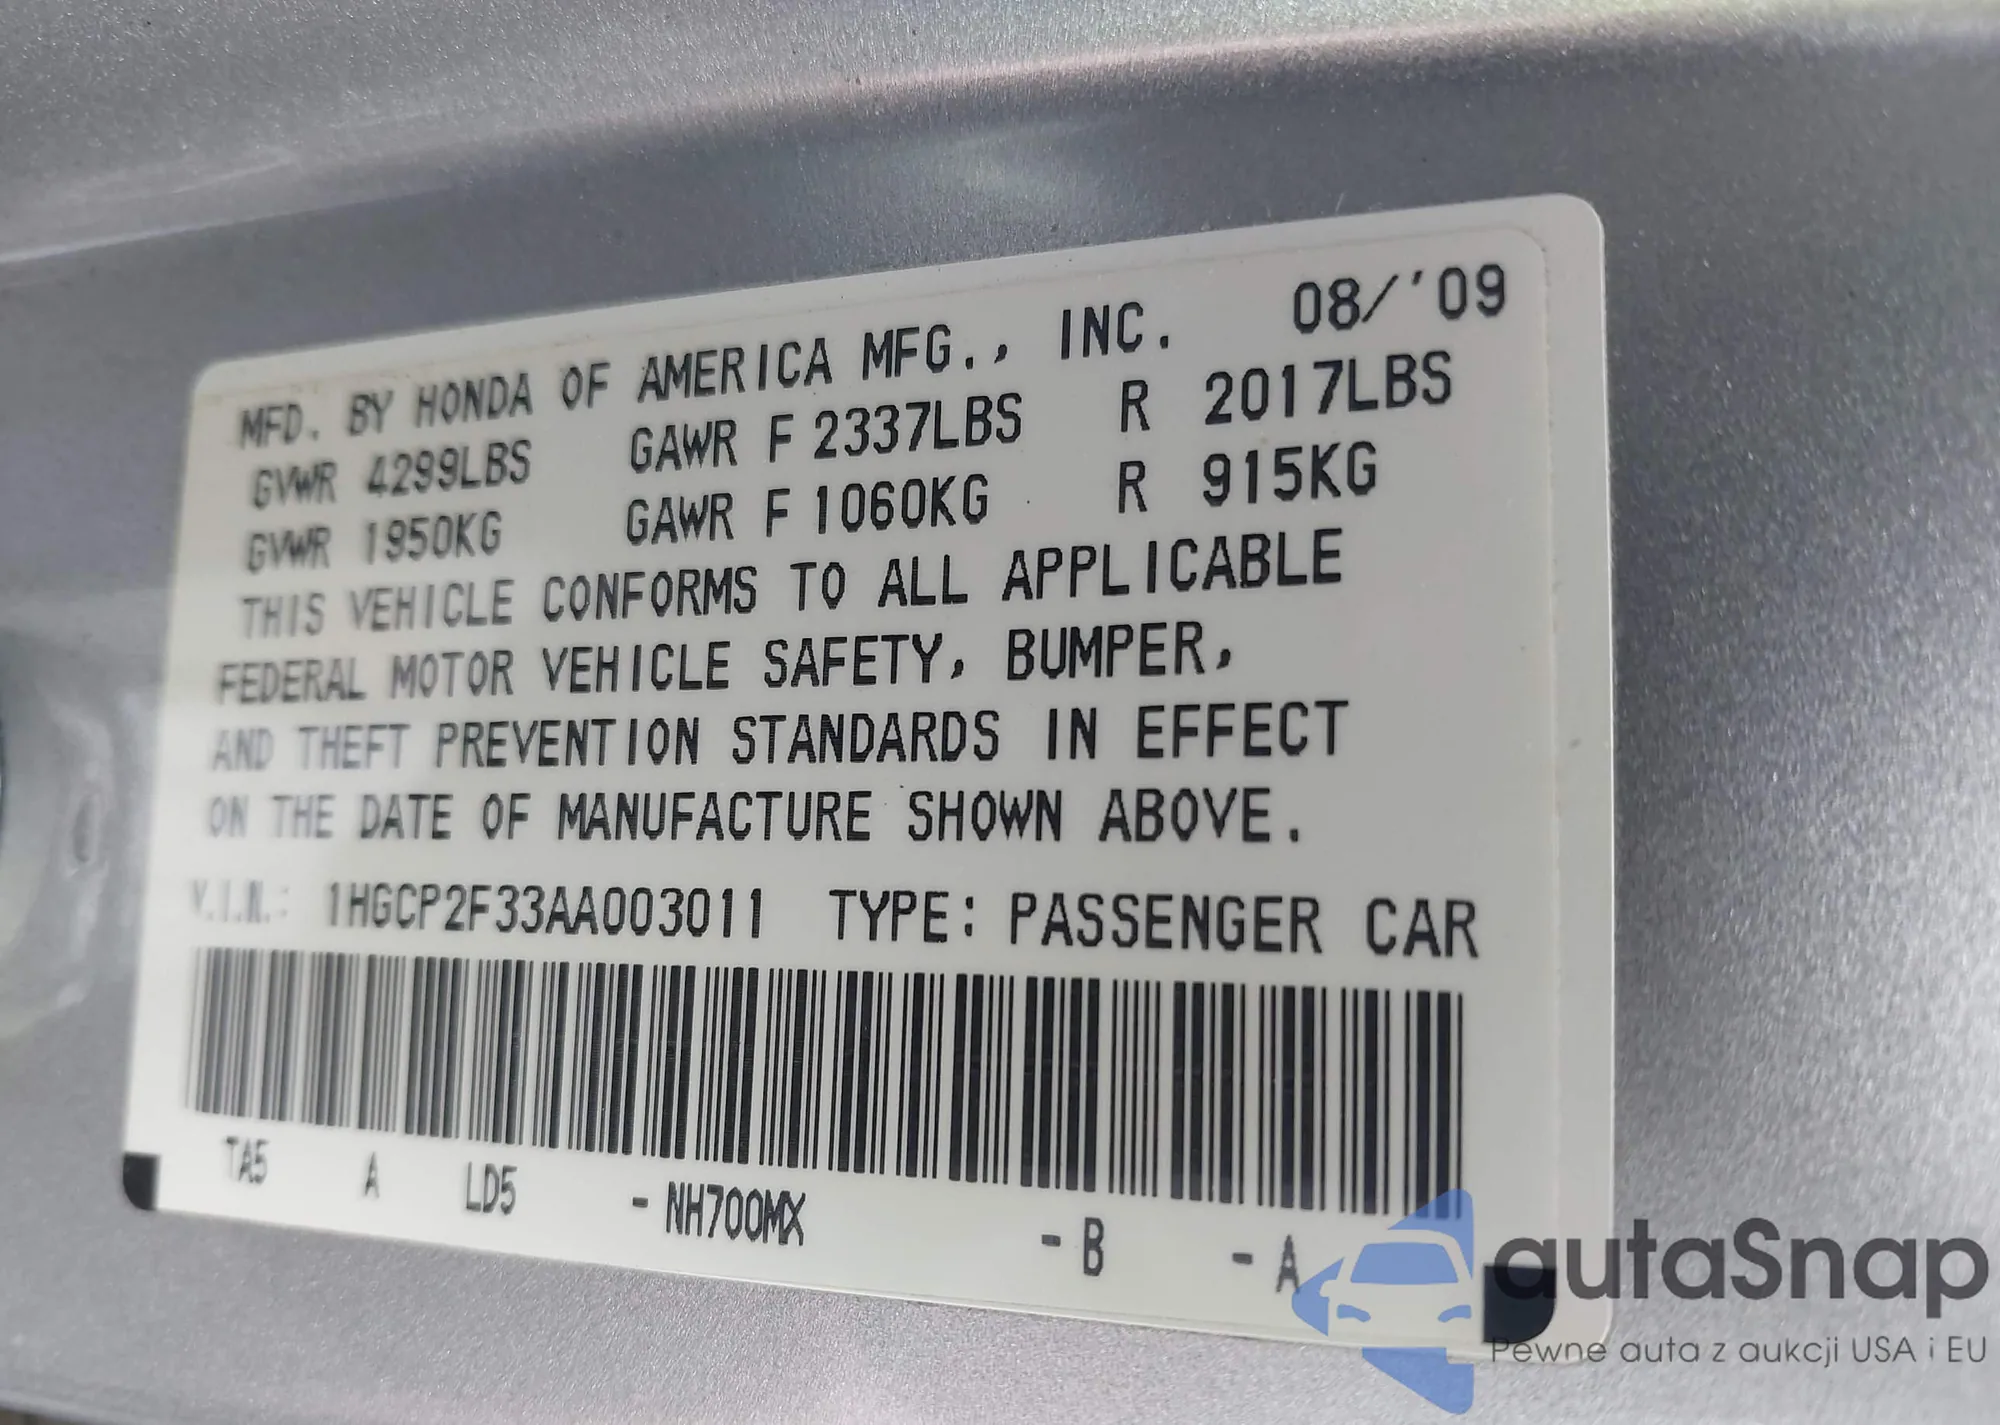 MFD. BY HONDA OF AMERICA MFG., INC. 08/'09
GVWR 4299LBS GAWR F 2337LBS R 2017LBS
GVWR 1950KG GAWR F 1060KG R 915KG
THIS VEHICLE CONFORMS TO ALL APPLICABLE
FEDERAL MOTOR VEHICLE SAFETY, BUMPER,
AND THEFT PREVENTION STANDARDS IN EFFECT
ON THE DATE OF MANUFACTURE SHOWN ABOVE.
V.I.N.: 1HGCP2F33AA003011 TYPE: PASSENGER CAR
TA5 A LD5 - NH700MX - B - A
autaSnap
Pewne auta z aukcji USA i EU